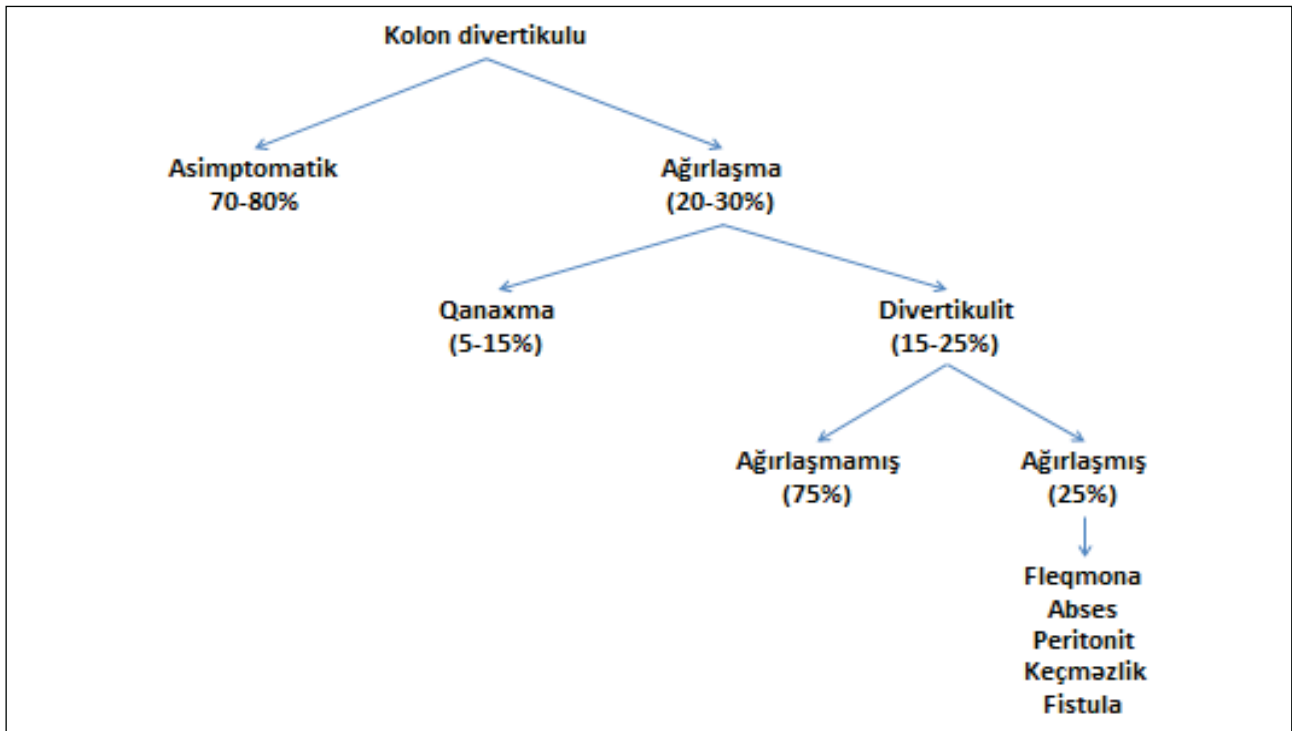 Kolon divertikulu
Asimptomatik
70-80%
Ağırlaşma
(20-30%)
Qanaxma
(5-15%)
Divertikulit
(15-25%)
Ağırlaşmamış
(75%)
Ağırlaşmış
(25%)
Fleqmona
Abses
Peritonit
Keçməzlik
Fistula